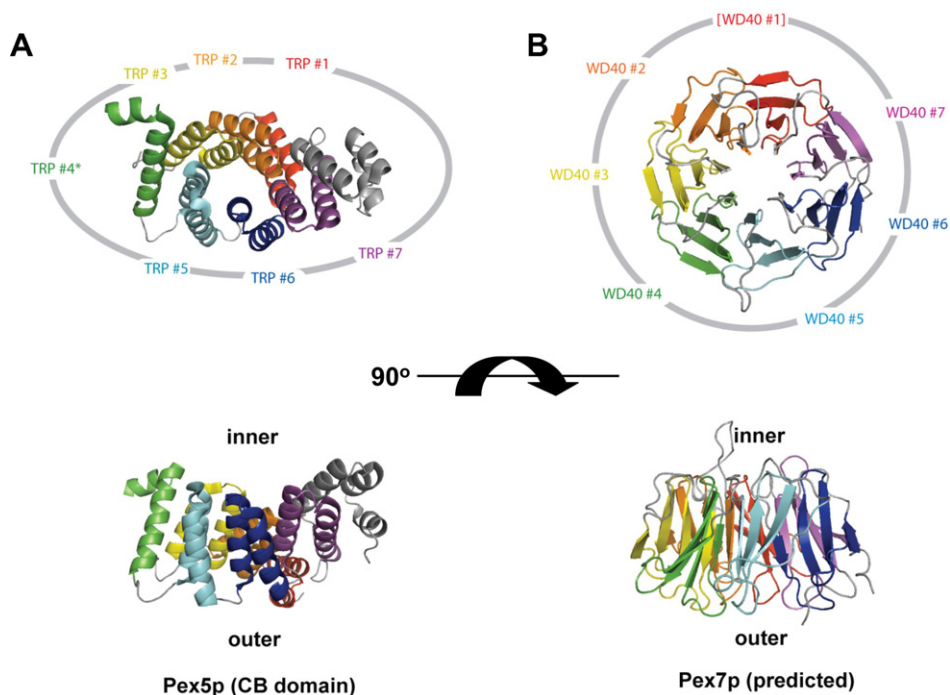 A
TRP #3
TRP #2
TRP #1
TRP #4*
TRP #5
TRP #6
TRP #7
B
[WD40 #1]
WD40 #2
WD40 #7
WD40 #3
WD40 #6
WD40 #4
WD40 #5
90º
inner
outer
Pex5p (CB domain)
inner
outer
Pex7p (predicted)